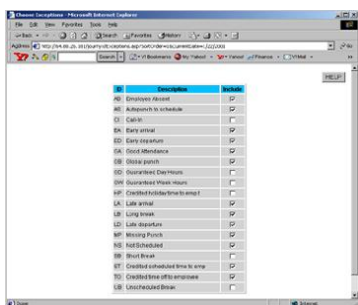 Choose Exceptions - Microsoft Internet Explorer
File Edit View Favorites Tools Help
Back Search Favorites History
Address
Search Bookmarks My Yahoo! Yahoo! Finance
HELP
ID Description Include
AB Employee Absent
AS Autopunch to schedule
CI Call-In
EA Early arrival
ED Early departure
GA Good Attendance
GB Global punch
GD Guaranteed Day Hours
GW Guaranteed Week Hours
HP Credited holiday time to empl
LA Late arrival
LB Long break
LD Late departure
MP Missing Punch
NS Not Scheduled
SB Short Break
ST Credited scheduled time to emp
TO Credited time off to employee
UB Unscheduled Break
Done Internet